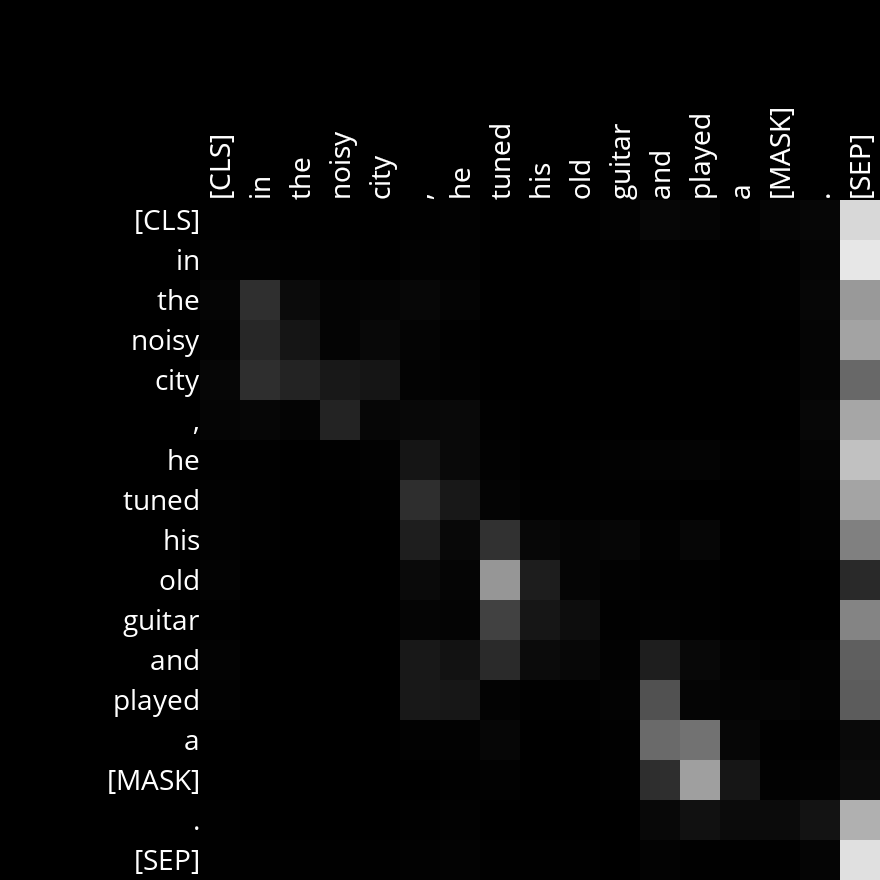 [CLS] in the noisy city , he tuned his old guitar and played a [MASK] . [SEP]
[CLS]
in
the
noisy
city
,
he
tuned
his
old
guitar
and
played
a
[MASK]
.
[SEP]